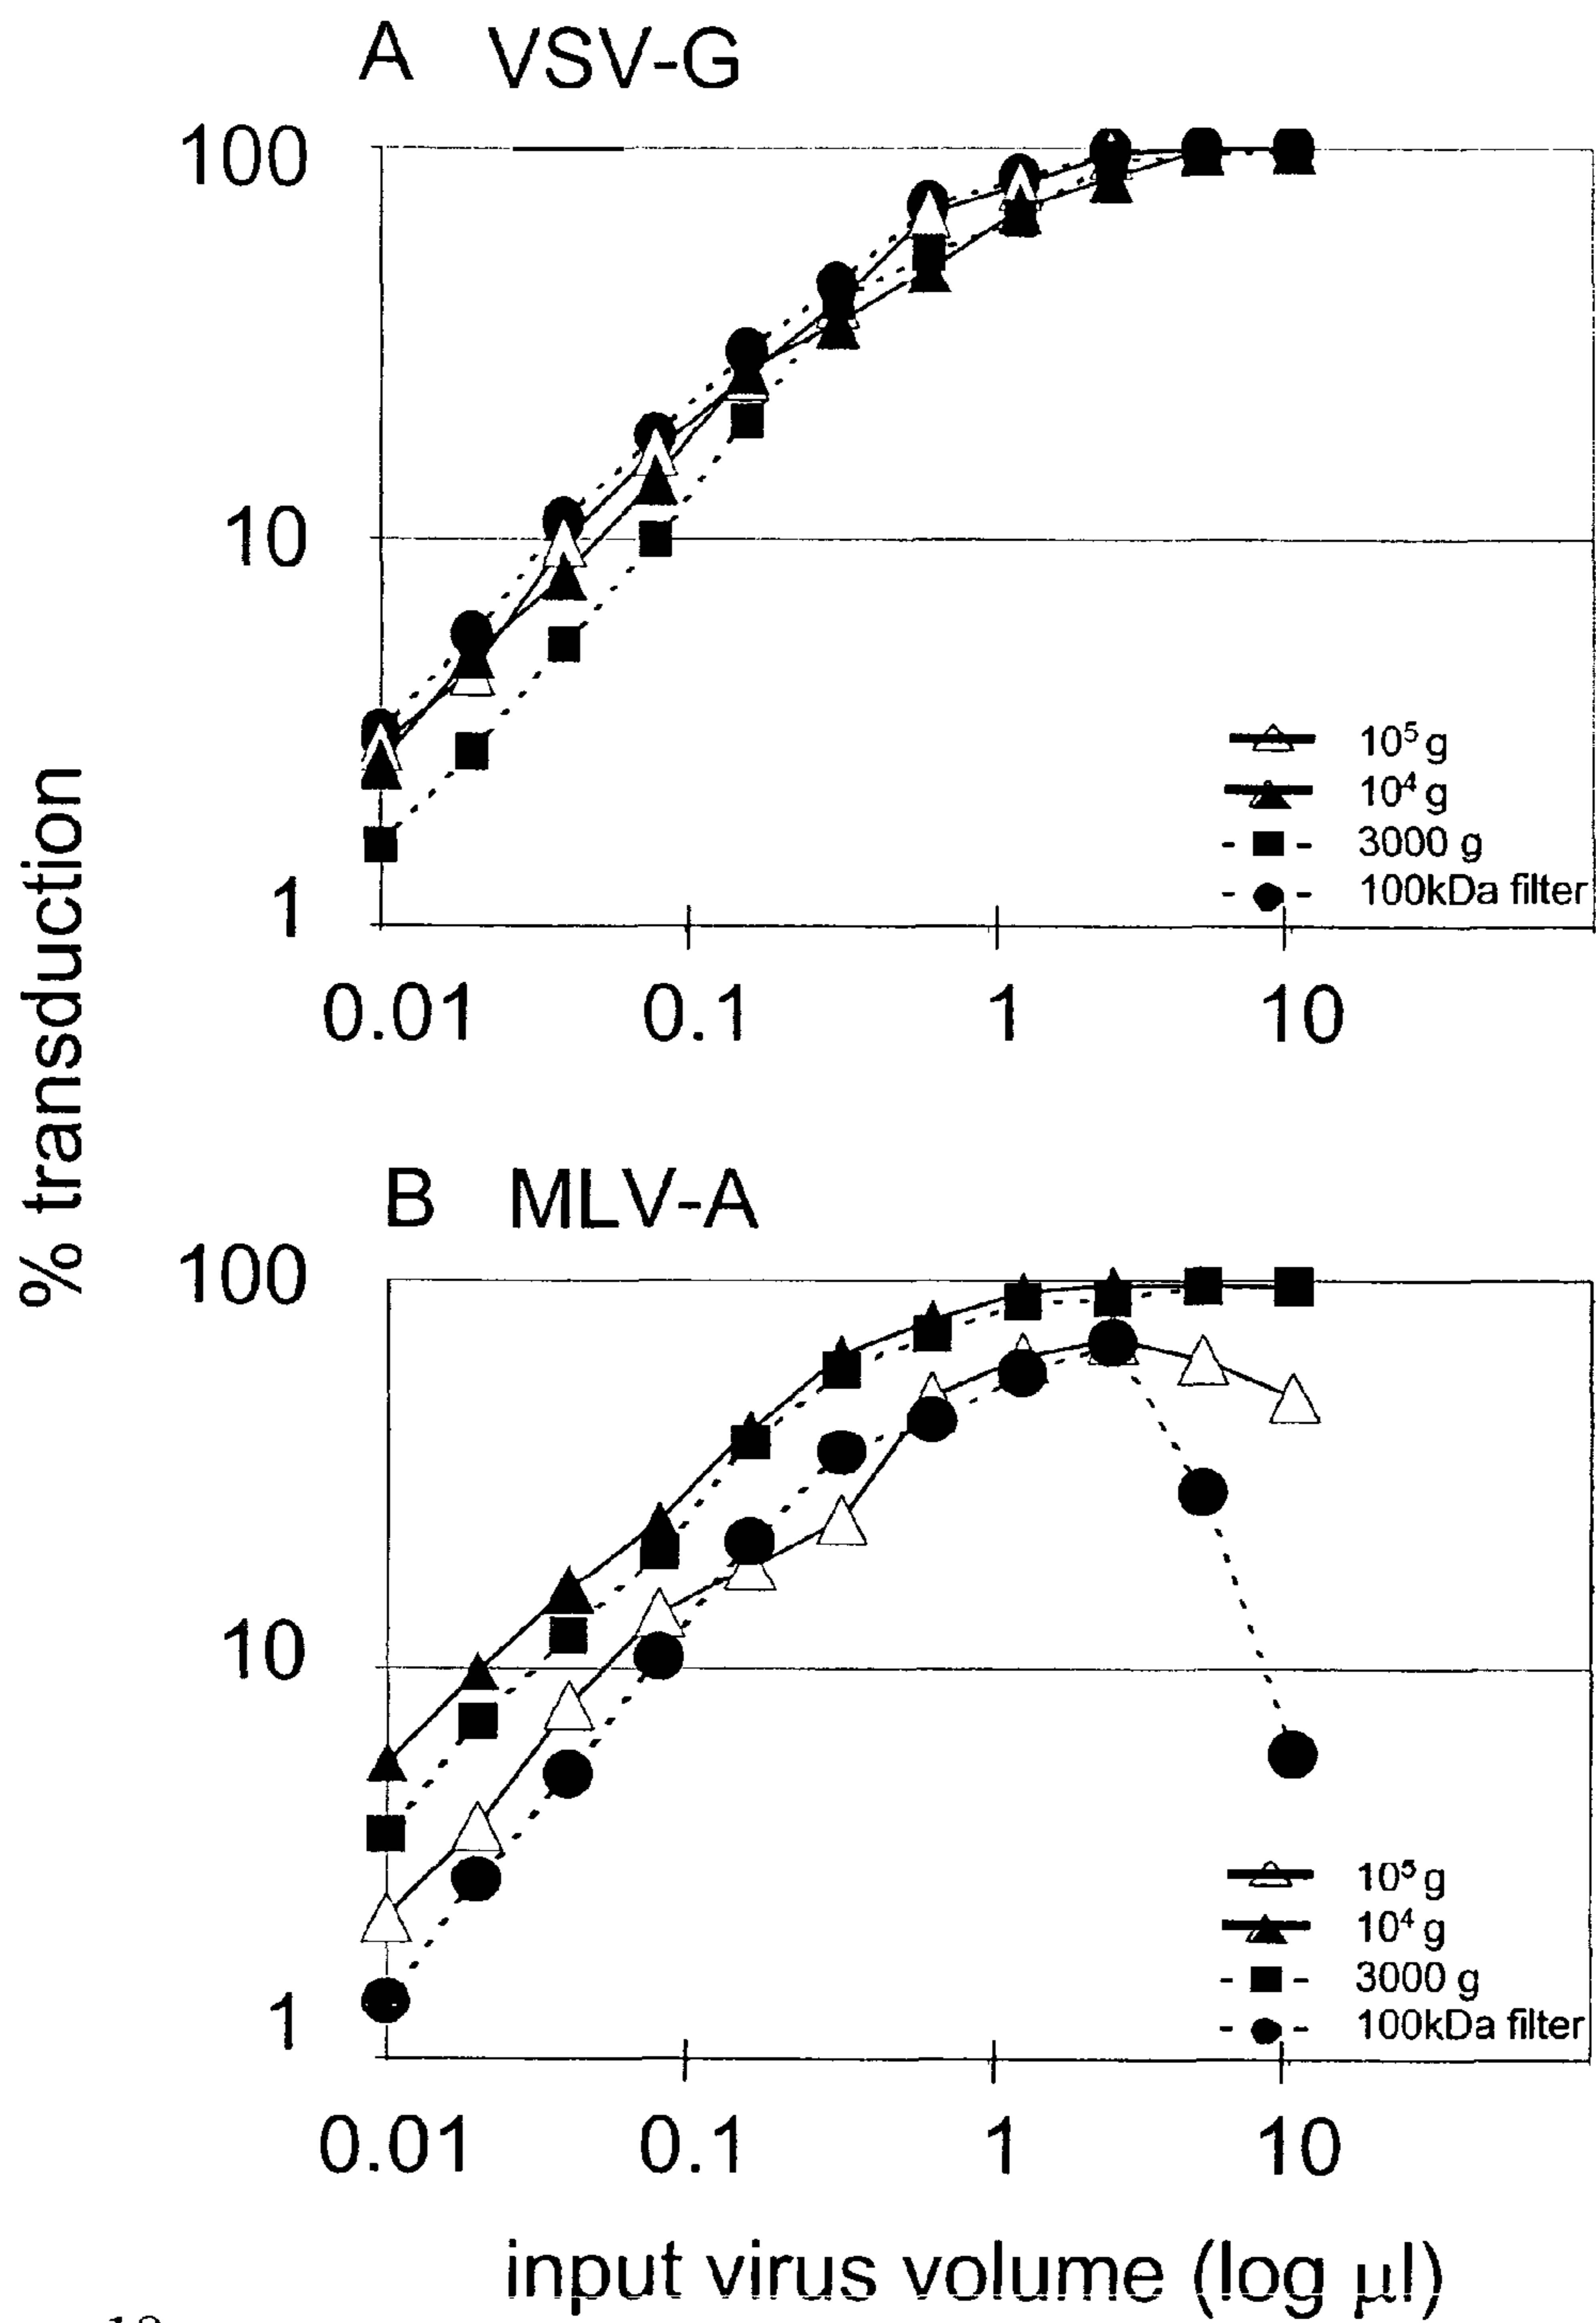 A VSV-G
100
10
1
0.01 0.1 1 10
10⁵ g
10⁴ g
3000 g
100kDa filter
% transduction
B MLV-A
100
10
1
0.01 0.1 1 10
10⁵ g
10⁴ g
3000 g
100kDa filter
input virus volume (log µl)